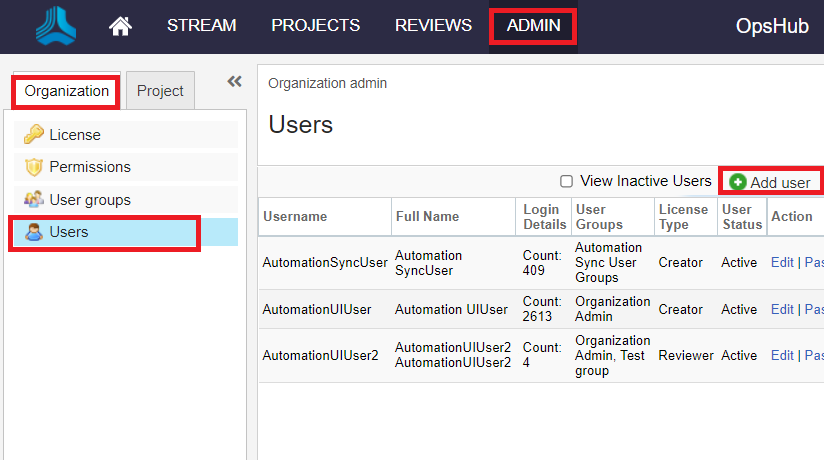 STREAM PROJECTS REVIEWS ADMIN OpsHub
Organization Project
License
Permissions
User groups
Users
Organization admin
Users
View Inactive Users Add user
Username Full Name Login Details User Groups License Type User Status Action
AutomationSyncUser Automation SyncUser Count: 409 Automation Sync User Groups Creator Active Edit | Pas
AutomationUIUser Automation UIUser Count: 2613 Organization Admin Creator Active Edit | Pas
AutomationUIUser2 AutomationUIUser2 AutomationUIUser2 Count: 4 Organization Admin, Test group Reviewer Active Edit | Pas